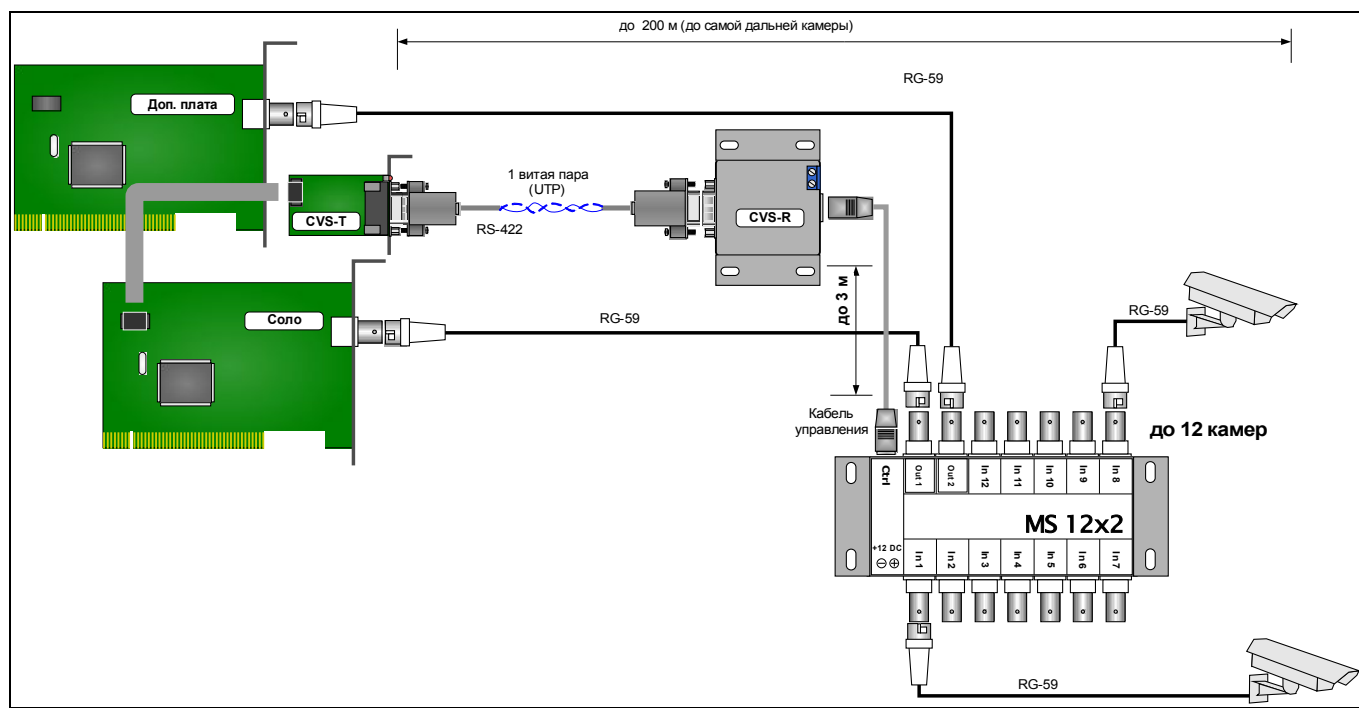 до 200 м (до самой дальней камеры)
RG-59
Доп. плата
1 витая пара
(UTP)
CVS-T
CVS-R
RS-422
до 3 м
Соло
RG-59
RG-59
Кабель
управления
до 12 камер
Ctrl
Out 1
Out 2
In 12
In 11
In 10
In 9
In 8
MS 12x2
+12 DC
In 1
In 2
In 3
In 4
In 5
In 6
In 7
RG-59